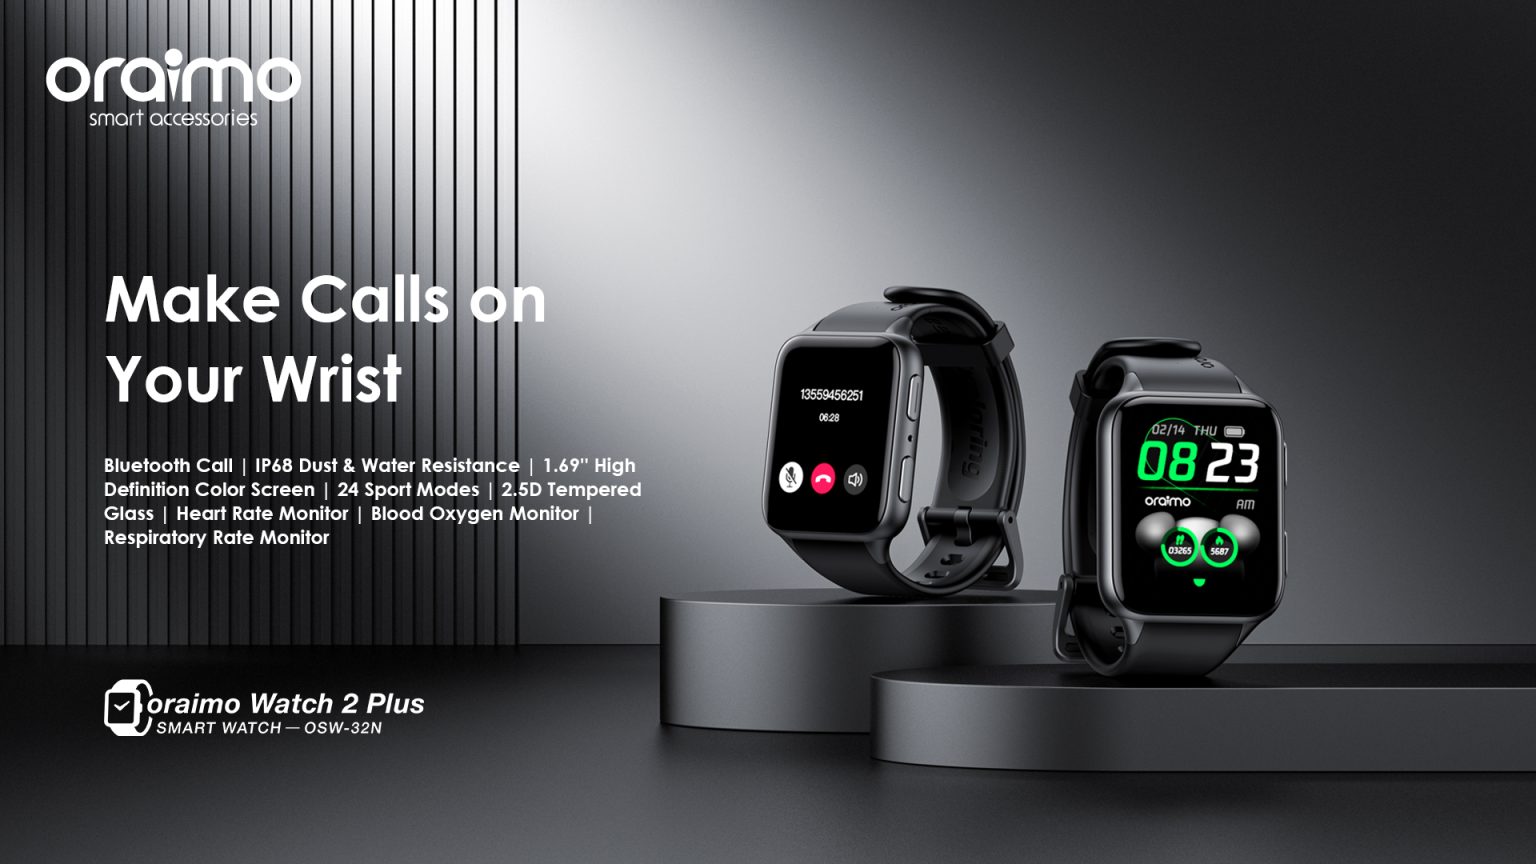 oraimo
smart accessories
Make Calls on
Your Wrist
Bluetooth Call | IP68 Dust & Water Resistance | 1.69" High
Definition Color Screen | 24 Sport Modes | 2.5D Tempered
Glass | Heart Rate Monitor | Blood Oxygen Monitor |
Respiratory Rate Monitor
oraimo Watch 2 Plus
SMART WATCH — OSW-32N
13559456251
06:28
02/14 THU
08 23
oraimo AM
03265 5687